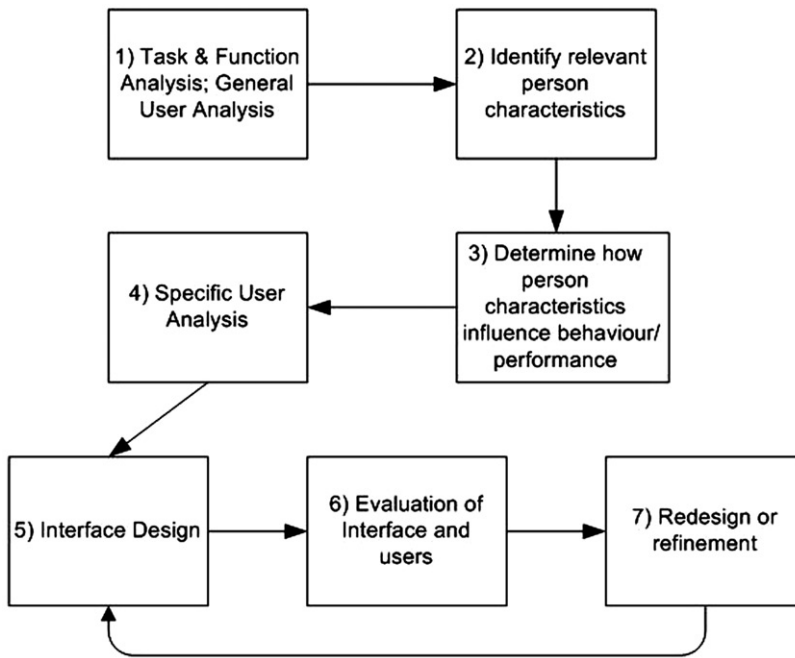 1) Task & Function
Analysis; General
User Analysis
2) Identify relevant
person
characteristics
3) Determine how
person
characteristics
influence behaviour/
performance
4) Specific User
Analysis
5) Interface Design
6) Evaluation of
Interface and
users
7) Redesign or
refinement